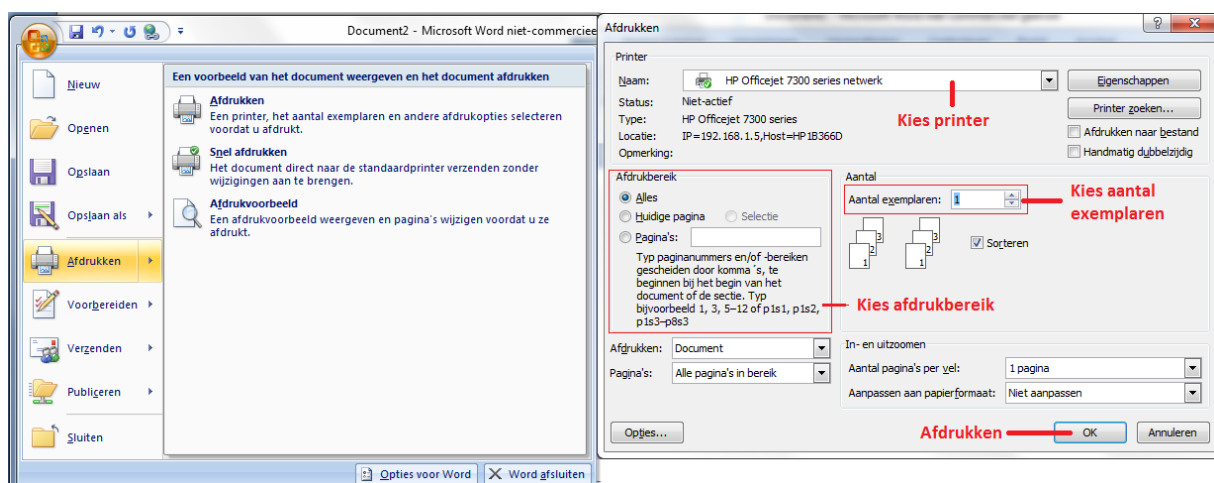 Document2 - Microsoft Word niet-commerciee
Nieuw
Openen
Opslaan
Opslaan als
Afdrukken
Voorbereiden
Verzenden
Publiceren
Sluiten
Een voorbeeld van het document weergeven en het document afdrukken
Afdrukken
Een printer, het aantal exemplaren en andere afdrukopties selecteren
voordat u afdrukt.
Snel afdrukken
Het document direct naar de standaardprinter verzenden zonder
wijzigingen aan te brengen.
Afdrukvoorbeeld
Een afdrukvoorbeeld weergeven en pagina's wijzigen voordat u ze
afdrukt.
Opties voor Word
Word afsluiten
Afdrukken
Printer
Naam: HP Officejet 7300 series netwerk
Eigenschappen
Status: Niet-actief
Printer zoeken...
Type: HP Officejet 7300 series
Kies printer
Locatie: IP=192.168.1.5,Host=HP1B366D
Afdrukken naar bestand
Opmerking:
Handmatig dubbelzijdig
Afdrukbereik
Alles
Huidige pagina Selectie
Pagina's:
Typ paginanummers en/of -bereiken
gescheiden door komma´s, te
beginnen bij het begin van het
document of de sectie. Typ
bijvoorbeeld 1, 3, 5–12 of p1s1, p1s2,
p1s3–p8s3
Kies afdrukbereik
Aantal
Aantal exemplaren: 1
Kies aantal
exemplaren
3 3
2 2
1 1
Sorteren
Afdrukken: Document
Pagina's: Alle pagina's in bereik
In- en uitzoomen
Aantal pagina's per vel: 1 pagina
Aanpassen aan papierformaat: Niet aanpassen
Opties...
Afdrukken
OK
Annuleren